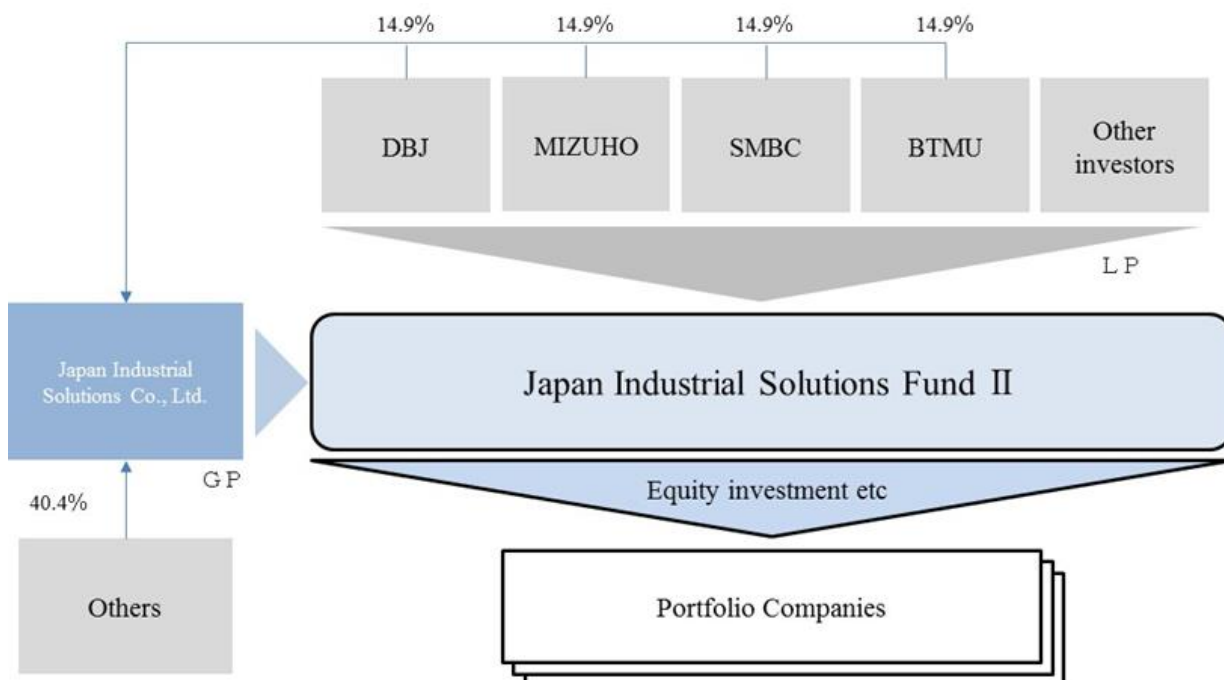 14.9%
14.9%
14.9%
14.9%
DBJ
MIZUHO
SMBC
BTMU
Other
investors
LP
Japan Industrial
Solutions Co., Ltd.
Japan Industrial Solutions Fund Ⅱ
GP
40.4%
Equity investment etc
Others
Portfolio Companies